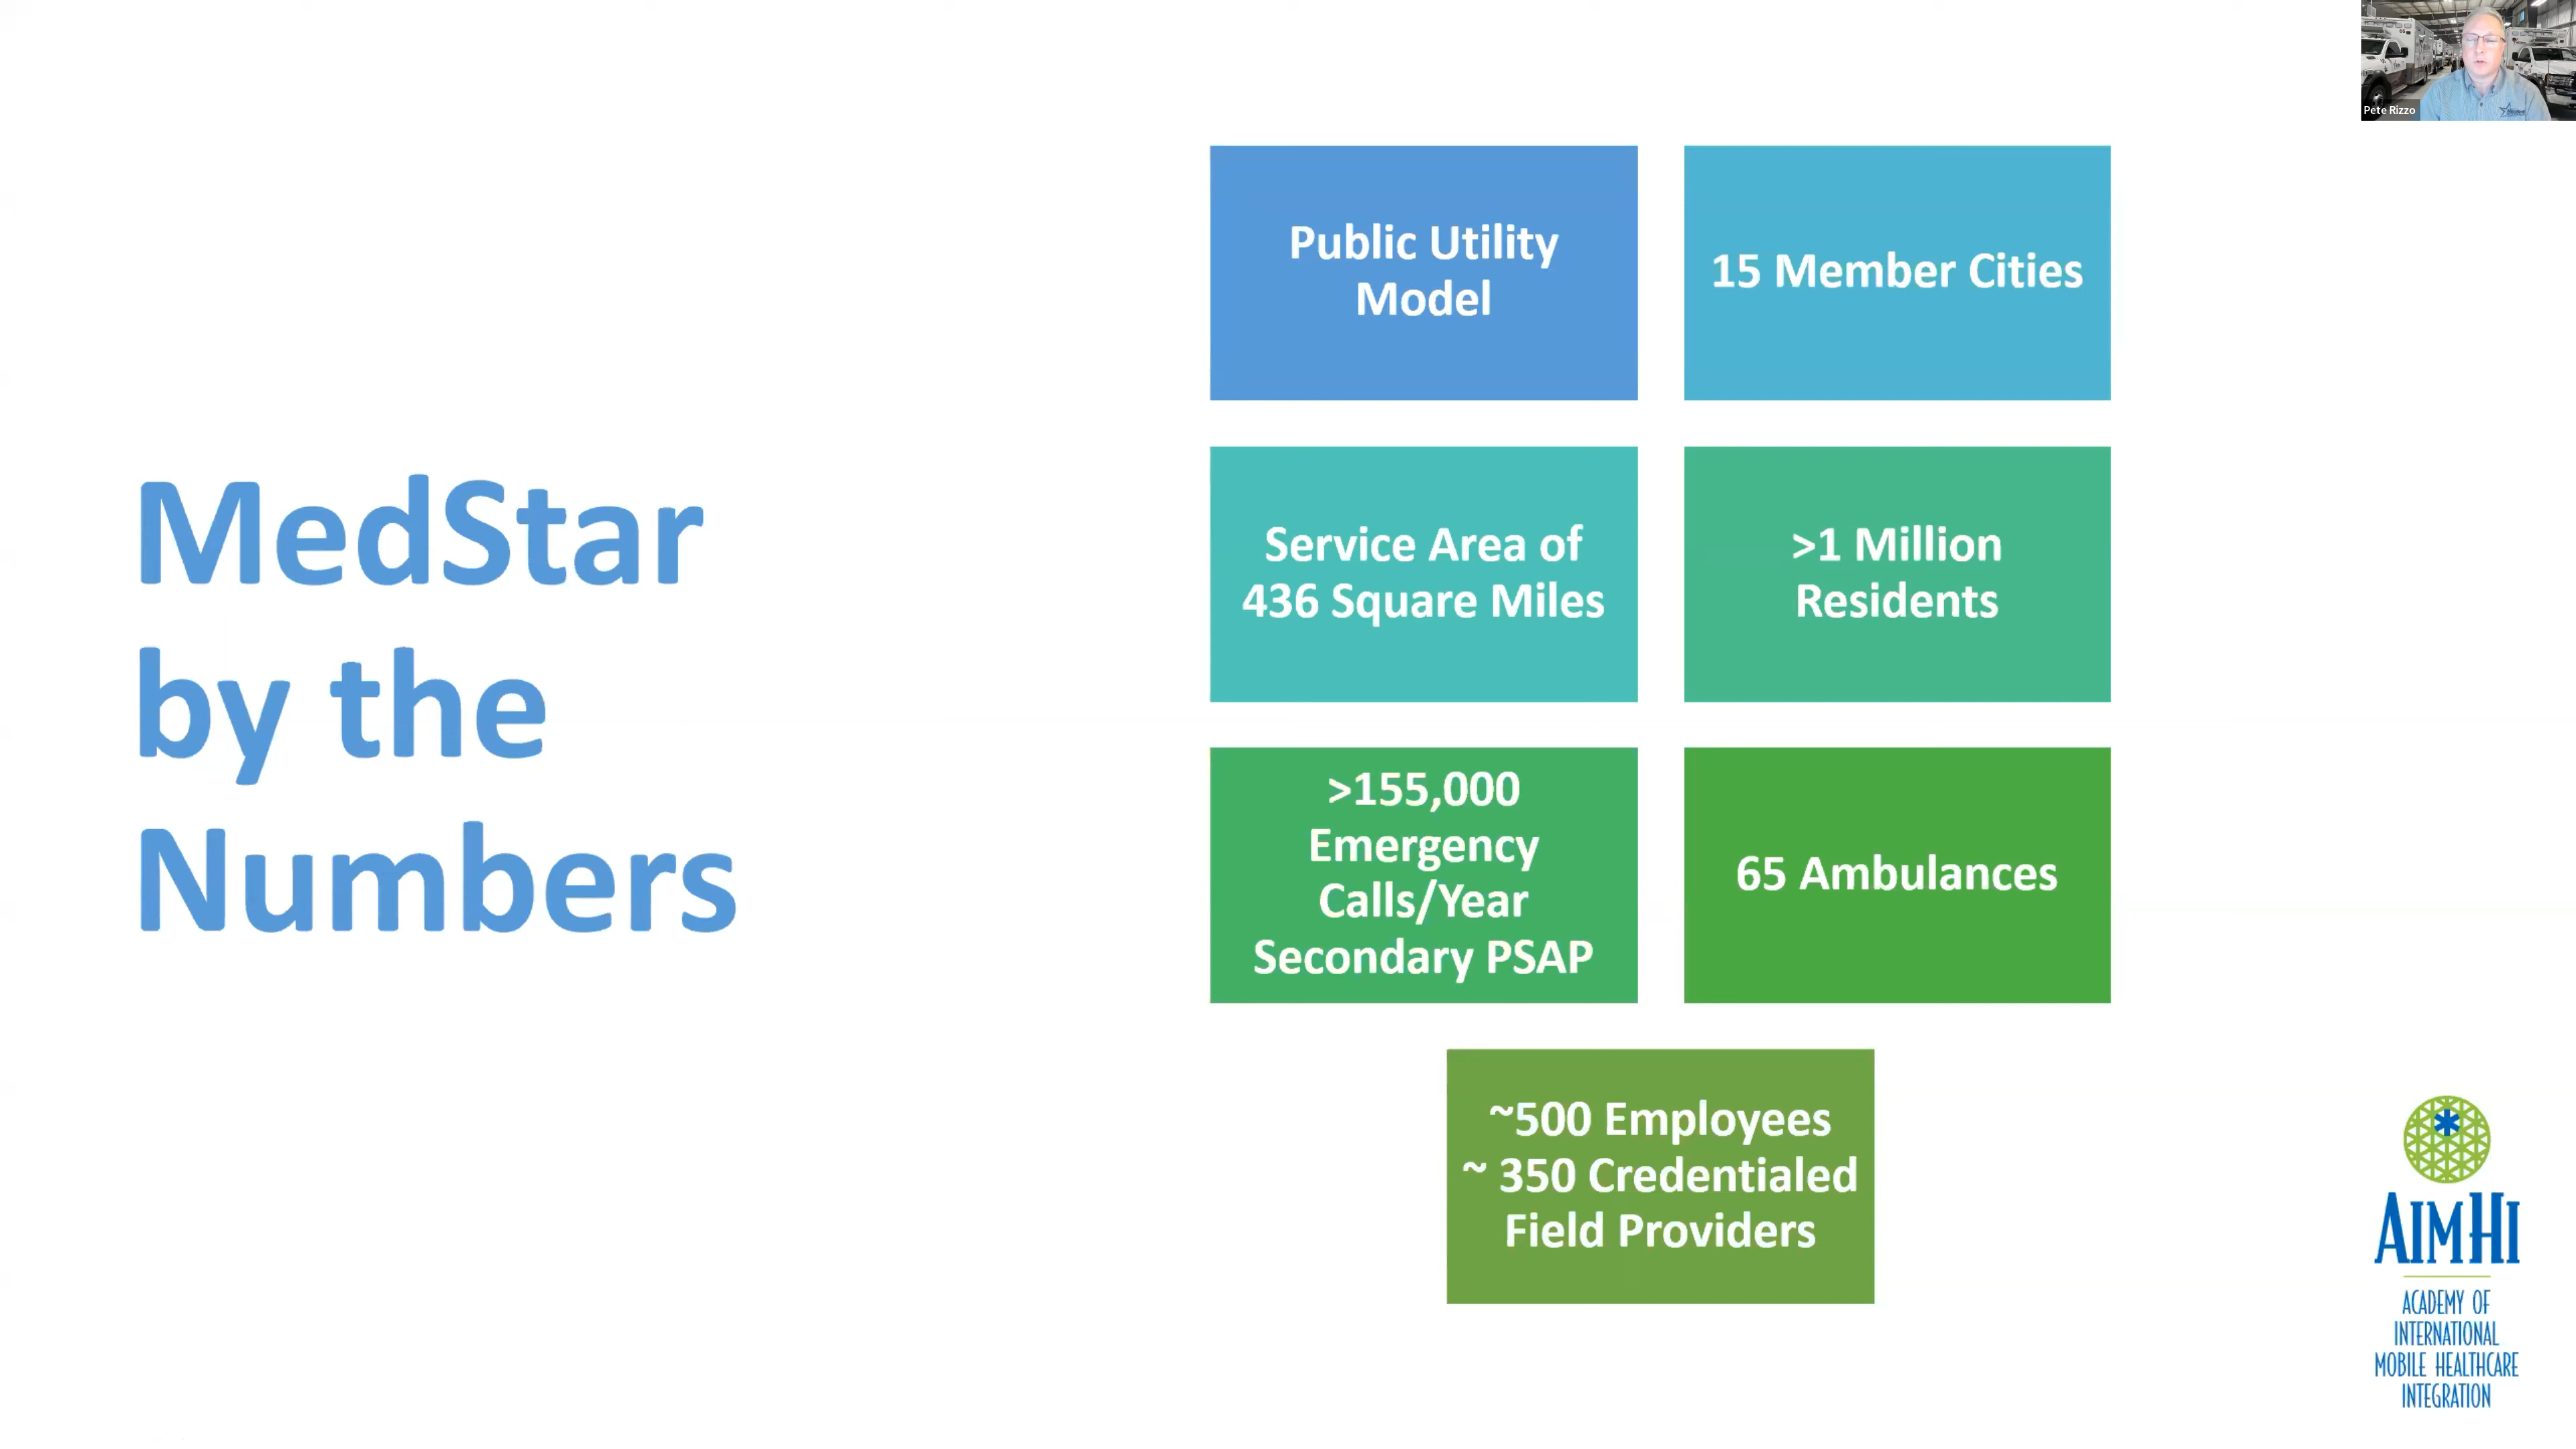 Pete Rizzo
MedStar
by the
Numbers
Public Utility
Model
15 Member Cities
Service Area of
436 Square Miles
>1 Million
Residents
>155,000
Emergency
Calls/Year
Secondary PSAP
65 Ambulances
~500 Employees
~ 350 Credentialed
Field Providers
AIMHI
ACADEMY OF
INTERNATIONAL
MOBILE HEALTHCARE
INTEGRATION